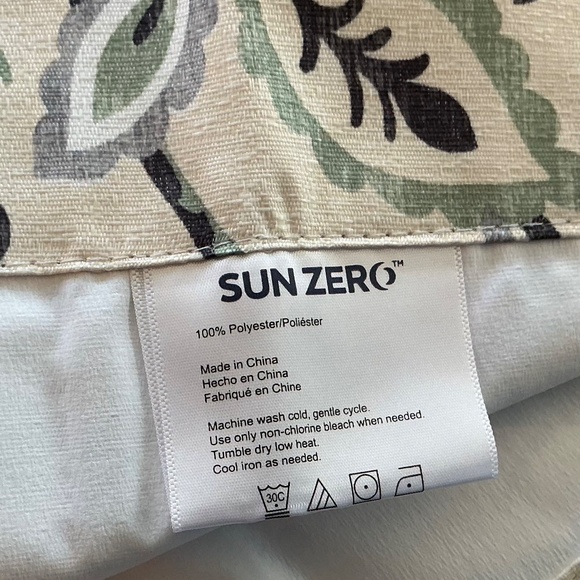 SUN ZERO™
100% Polyester/Poliéster
Made in China
Hecho en China
Fabriqué en Chine
Machine wash cold, gentle cycle.
Use only non-chlorine bleach when needed.
Tumble dry low heat.
Cool iron as needed.
30C